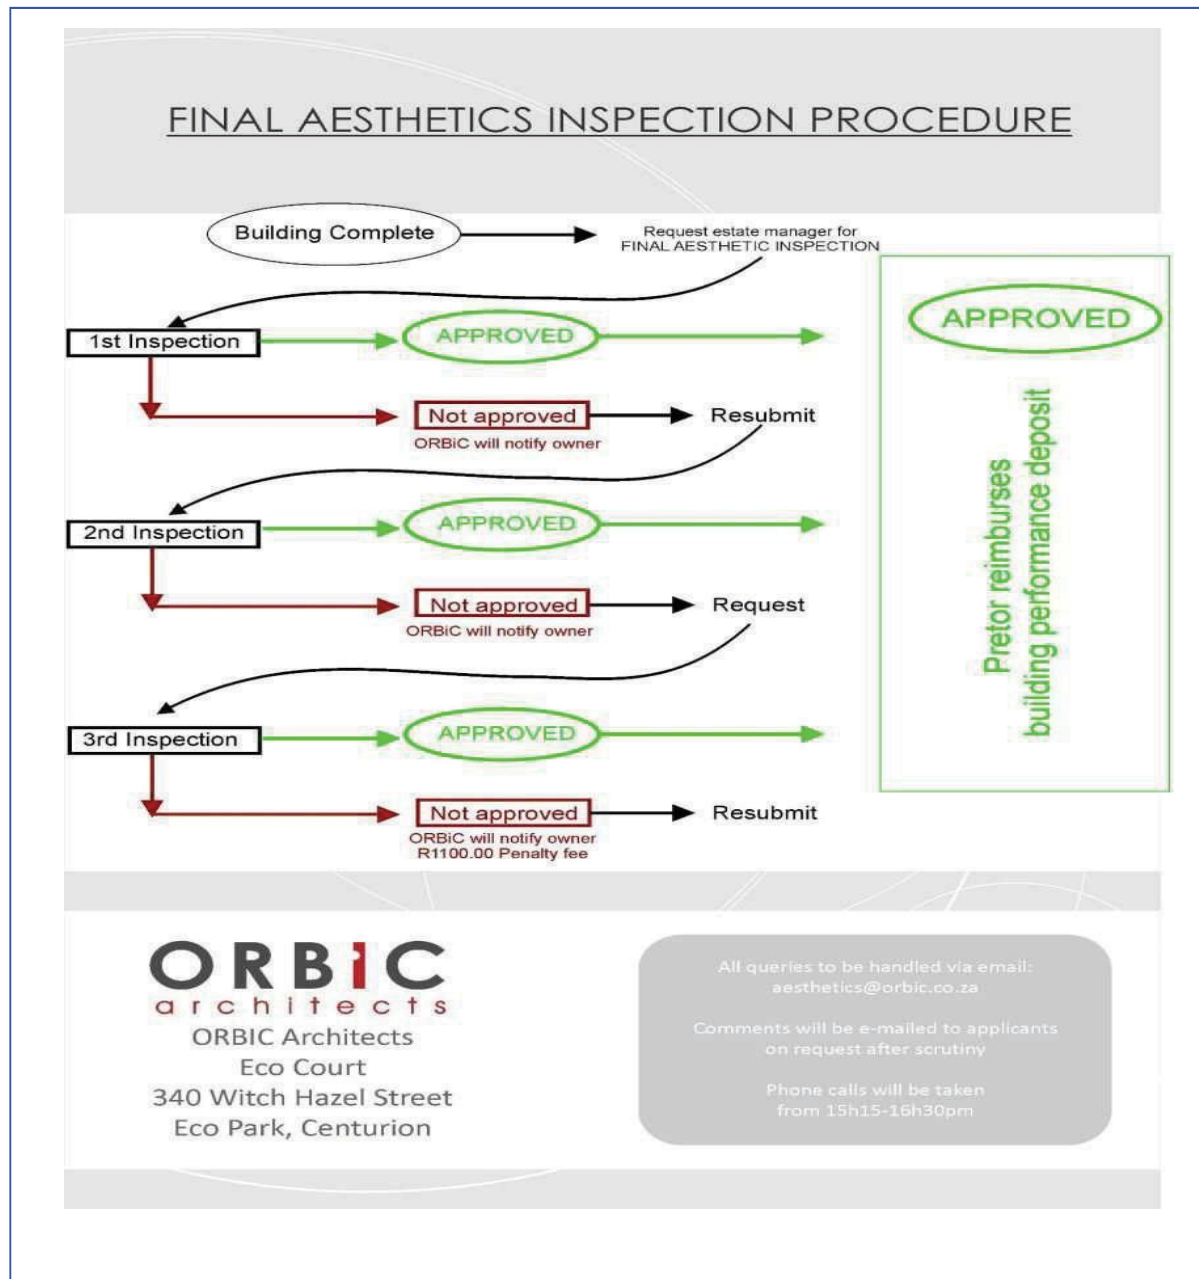 FINAL AESTHETICS INSPECTION PROCEDURE
Building Complete
Request estate manager for
FINAL AESTHETIC INSPECTION
1st Inspection
APPROVED
Not approved
ORBiC will notify owner
Resubmit
2nd Inspection
APPROVED
Not approved
ORBiC will notify owner
Request
3rd Inspection
APPROVED
Not approved
ORBiC will notify owner
R1100.00 Penalty fee
Resubmit
APPROVED
Pretor reimburses
building performance deposit
ORBiC
architects
ORBIC Architects
Eco Court
340 Witch Hazel Street
Eco Park, Centurion
All queries to be handled via email:
aesthetics@orbic.co.za
Comments will be e-mailed to applicants
on request after scrutiny
Phone calls will be taken
from 15h15-16h30pm